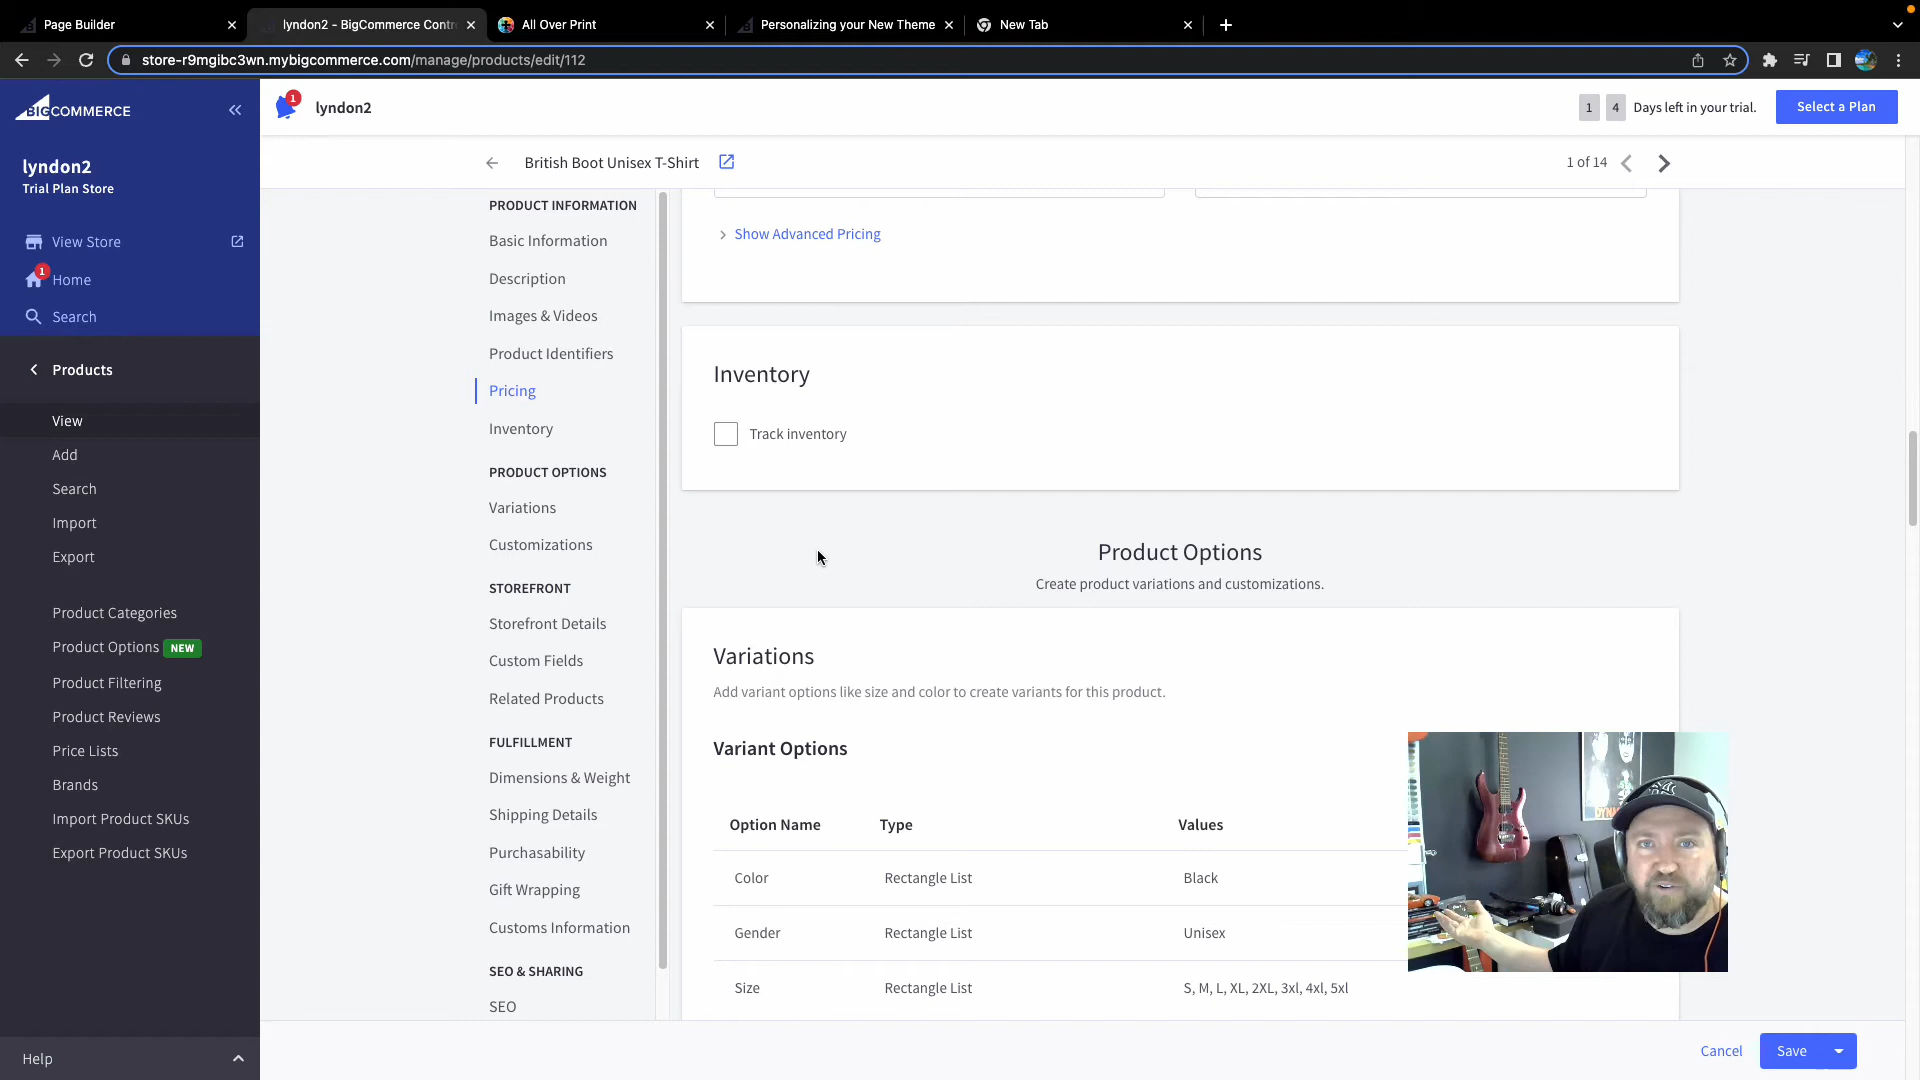 Page Builder
lyndon2 - BigCommerce Contr
All Over Print
Personalizing your New Theme
New Tab
store-r9mgibc3wn.mybigcommerce.com/manage/products/edit/112
BIGCOMMERCE
1
lyndon2
1 4 Days left in your trial.
Select a Plan
lyndon2
Trial Plan Store
View Store
1
Home
Search
Products
View
Add
Search
Import
Export
Product Categories
Product Options NEW
Product Filtering
Product Reviews
Price Lists
Brands
Import Product SKUs
Export Product SKUs
Help
British Boot Unisex T-Shirt
1 of 14
PRODUCT INFORMATION
Basic Information
Description
Images & Videos
Product Identifiers
Pricing
Inventory
PRODUCT OPTIONS
Variations
Customizations
STOREFRONT
Storefront Details
Custom Fields
Related Products
FULFILLMENT
Dimensions & Weight
Shipping Details
Purchasability
Gift Wrapping
Customs Information
SEO & SHARING
SEO
Show Advanced Pricing
Inventory
Track inventory
Product Options
Create product variations and customizations.
Variations
Add variant options like size and color to create variants for this product.
Variant Options
Option Name Type Values
Color Rectangle List Black
Gender Rectangle List Unisex
Size Rectangle List S, M, L, XL, 2XL, 3xl, 4xl, 5xl
Cancel
Save